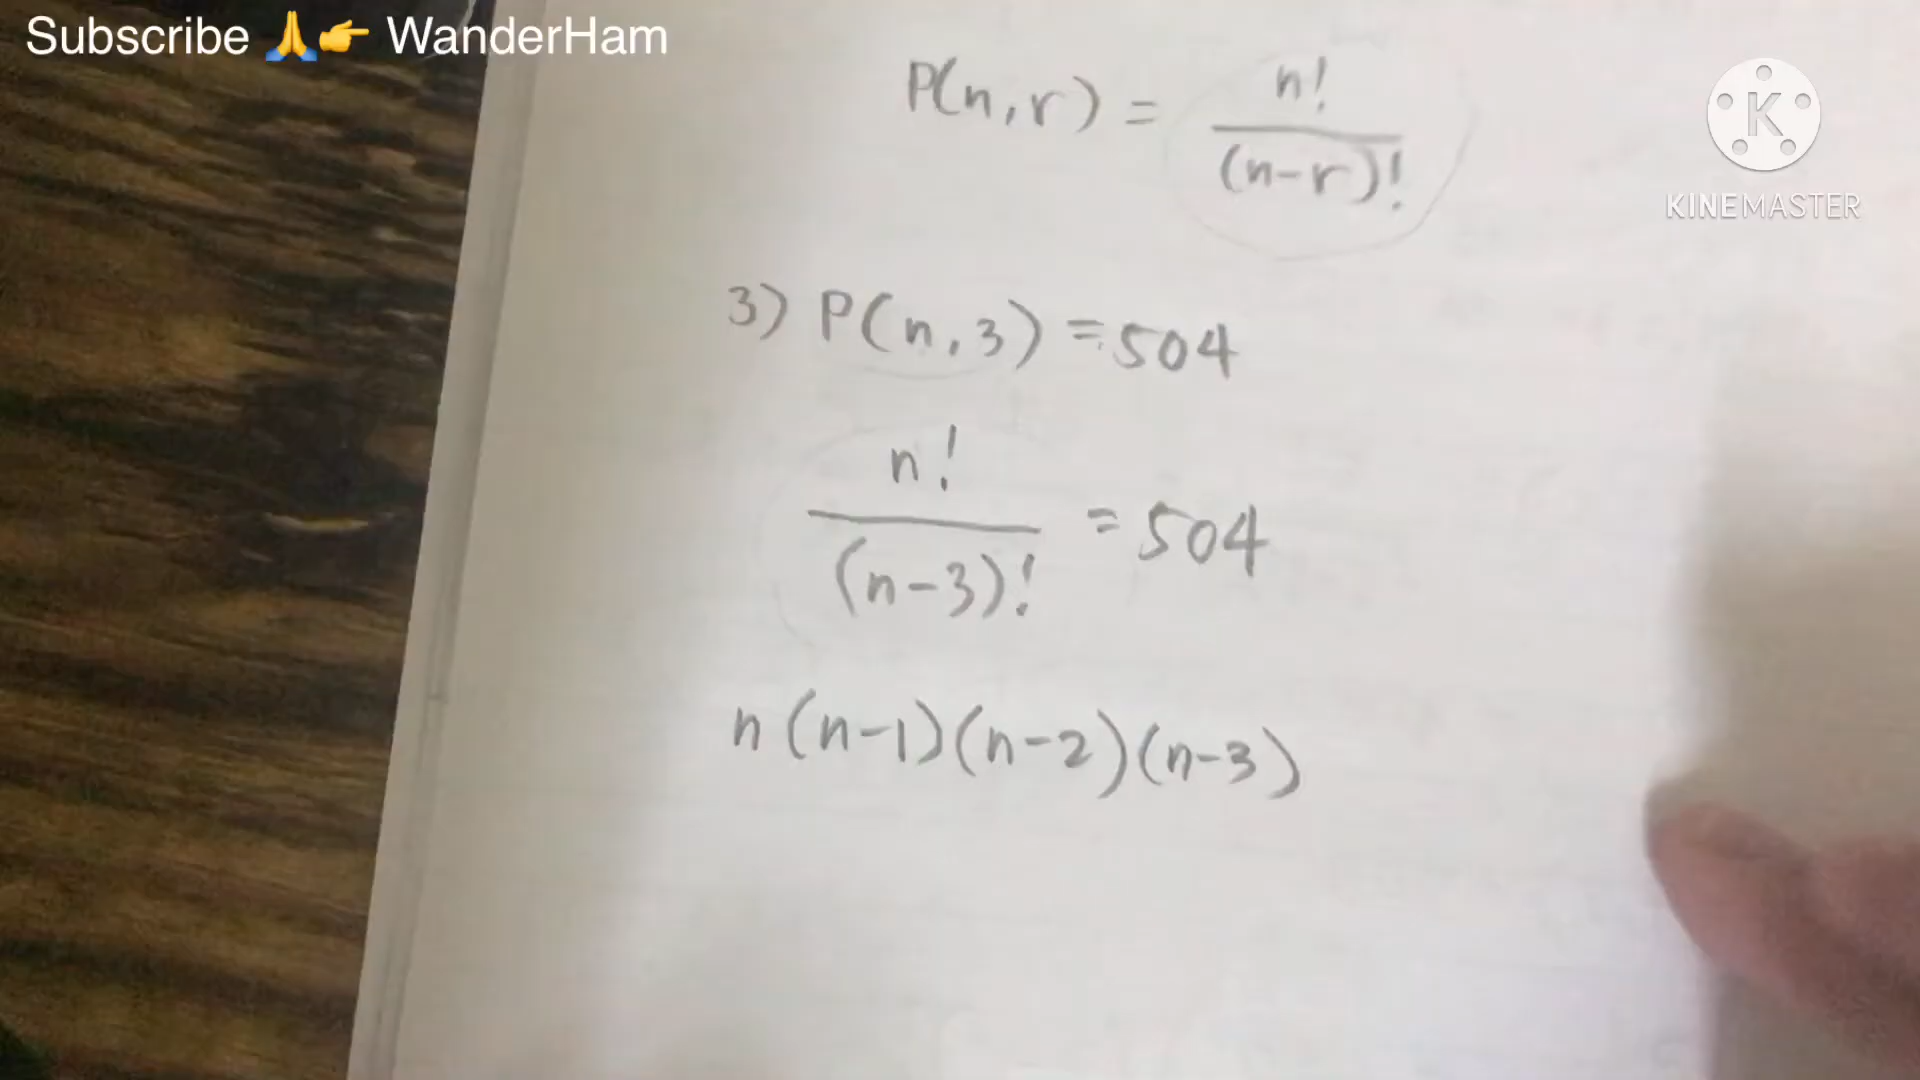 Subscribe 🙏👉 WanderHam
KINEMASTER
P(n,r) = n!
(n-r)!
3) P(n,3) = 504
n!
(n-3)! = 504
n(n-1)(n-2)(n-3)